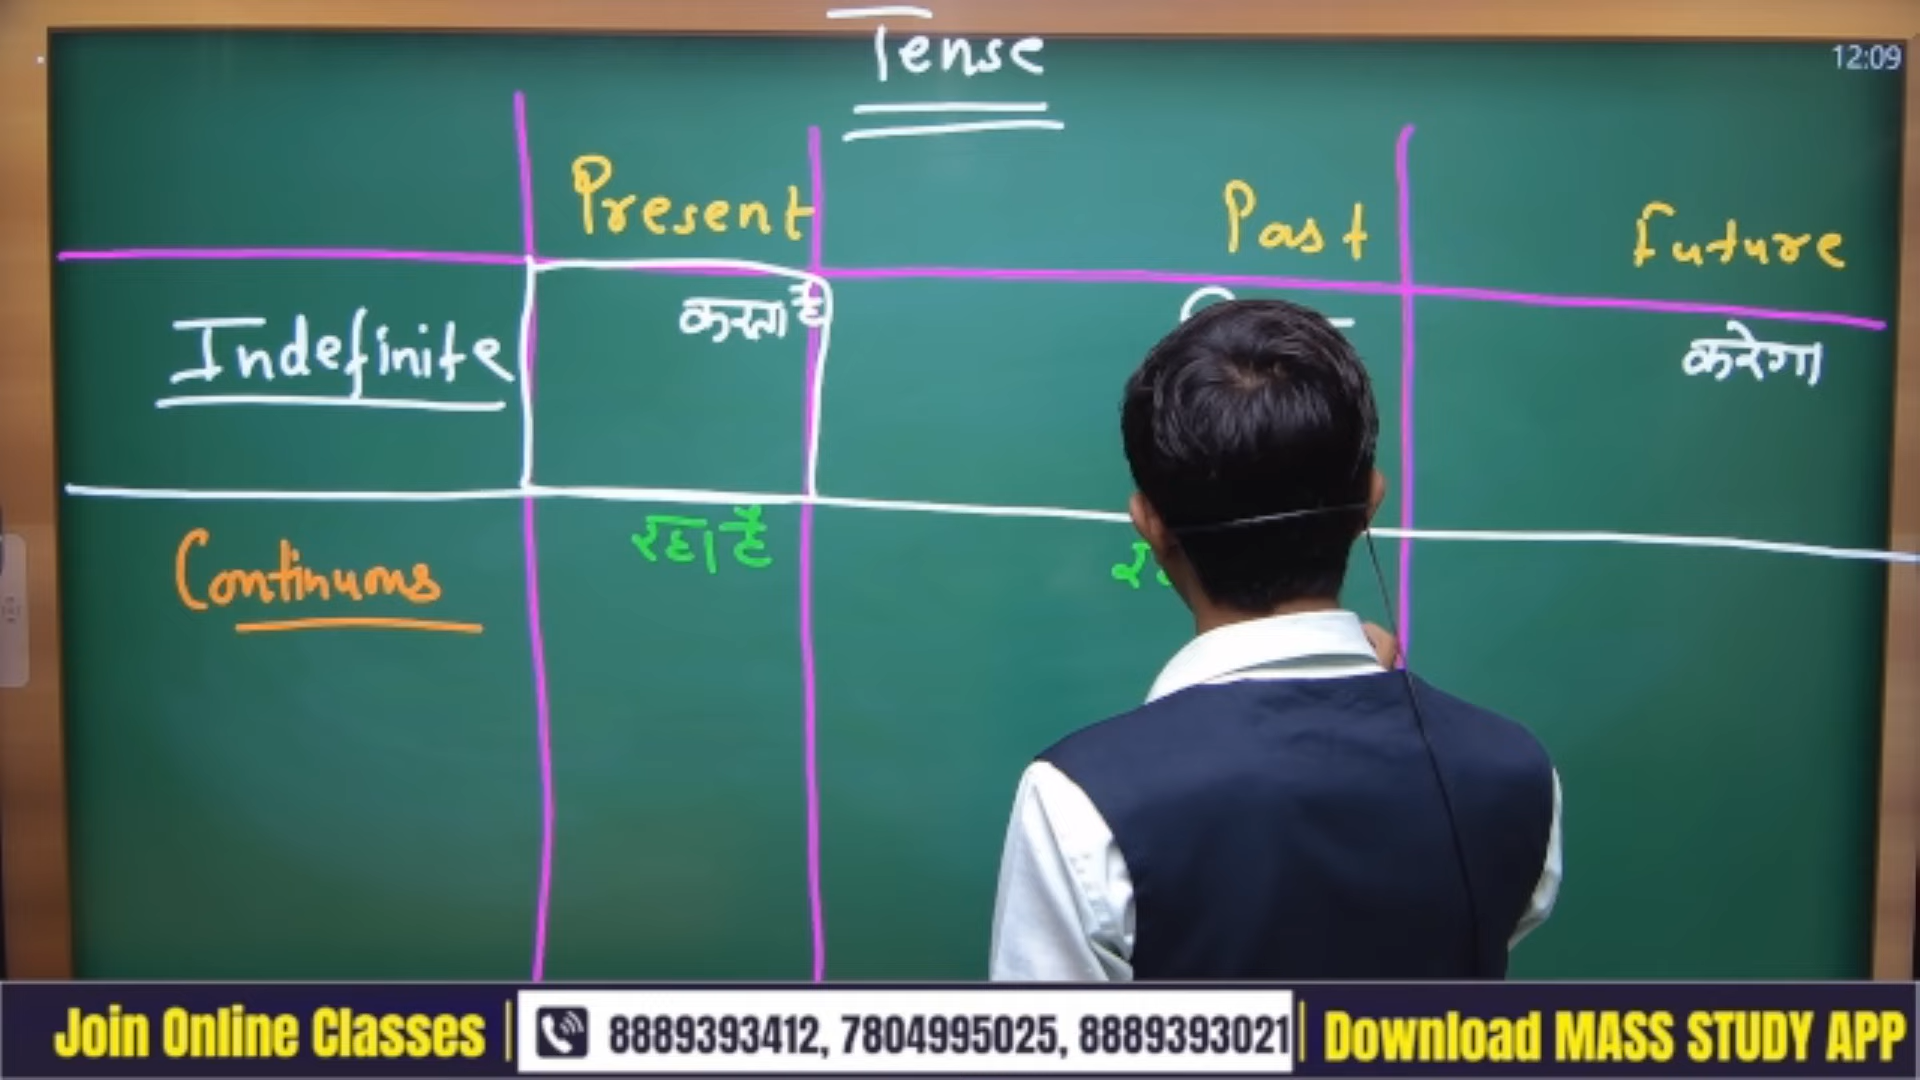 Tense
12:09
Present Past Future
Indefinite करता है करेगा
Continuous रहा है
Join Online Classes 8889393412, 7804995025, 8889393021 Download MASS STUDY APP